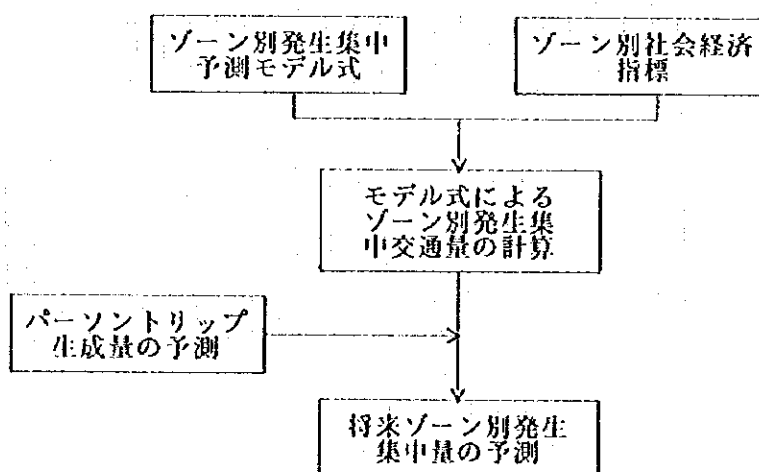 ゾーン別発生集中
予測モデル式
ゾーン別社会経済
指標
モデル式による
ゾーン別発生集
中交通量の計算
パーソントリップ
生成量の予測
将来ゾーン別発生
集中量の予測